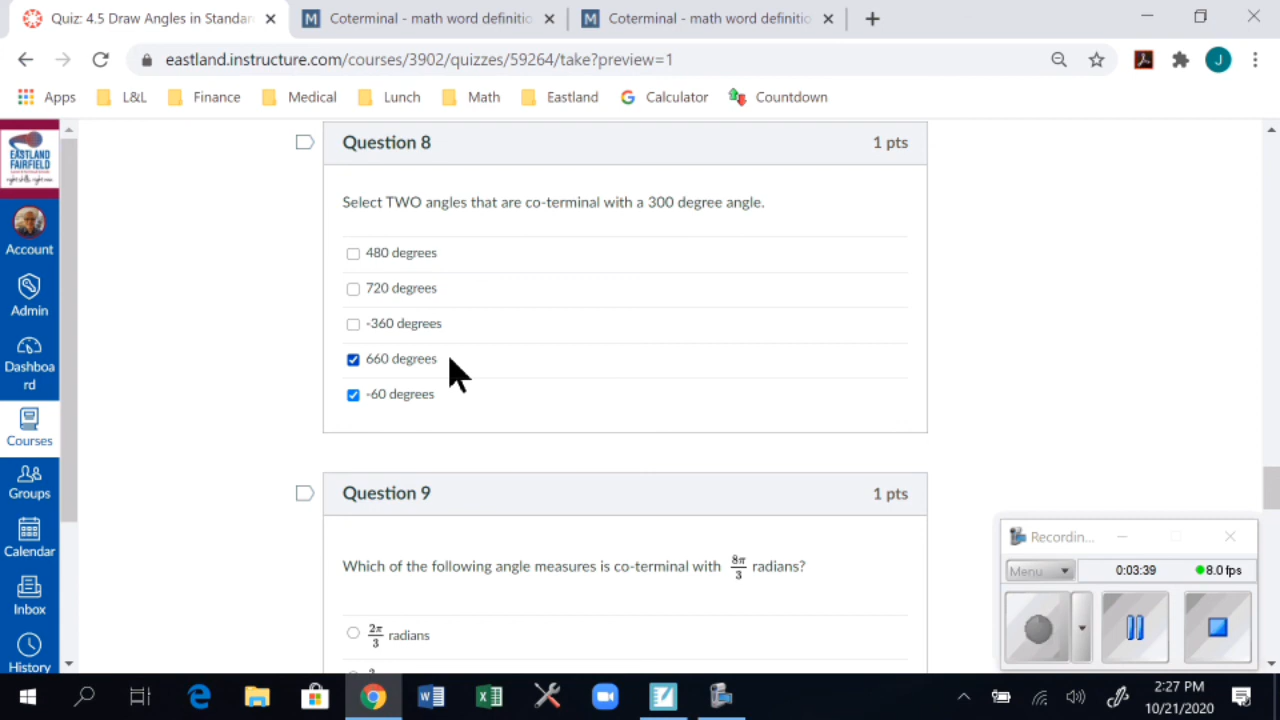 Quiz: 4.5 Draw Angles in Standar
Coterminal - math word definitio
Coterminal - math word definitio
eastland.instructure.com/courses/3902/quizzes/59264/take?preview=1
J
Apps
L&L
Finance
Medical
Lunch
Math
Eastland
Calculator
Countdown
EASTLAND
FAIRFIELD
Account
Admin
Dashboa
rd
Courses
Groups
Calendar
Inbox
History
Question 8
1 pts
Select TWO angles that are co-terminal with a 300 degree angle.
480 degrees
720 degrees
-360 degrees
660 degrees
-60 degrees
Question 9
1 pts
Which of the following angle measures is co-terminal with 8π/3 radians?
2π/3 radians
Recordin...
Menu
0:03:39
8.0 fps
2:27 PM
10/21/2020